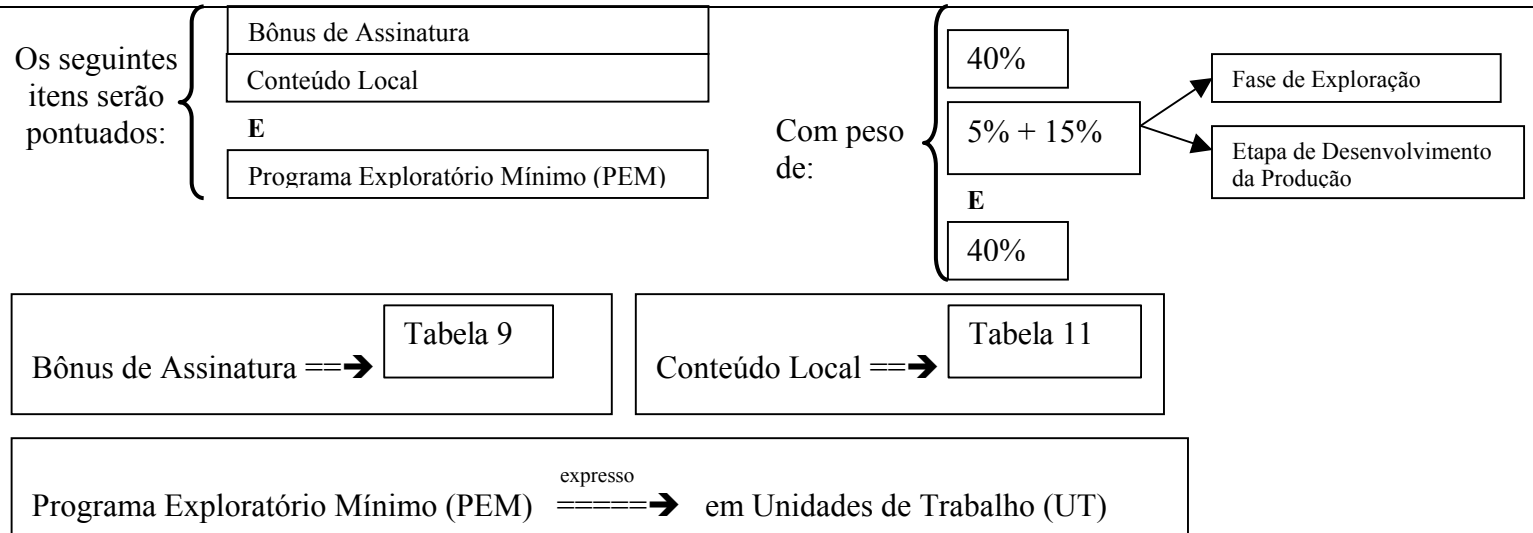 Os seguintes
itens serão
pontuados:
Bônus de Assinatura
Conteúdo Local
E
Programa Exploratório Mínimo (PEM)
Com peso
de:
40%
5% + 15%
E
40%
Fase de Exploração
Etapa de Desenvolvimento
da Produção
Bônus de Assinatura ==➔ Tabela 9
Conteúdo Local ==➔ Tabela 11
expresso
Programa Exploratório Mínimo (PEM) =====➔ em Unidades de Trabalho (UT)